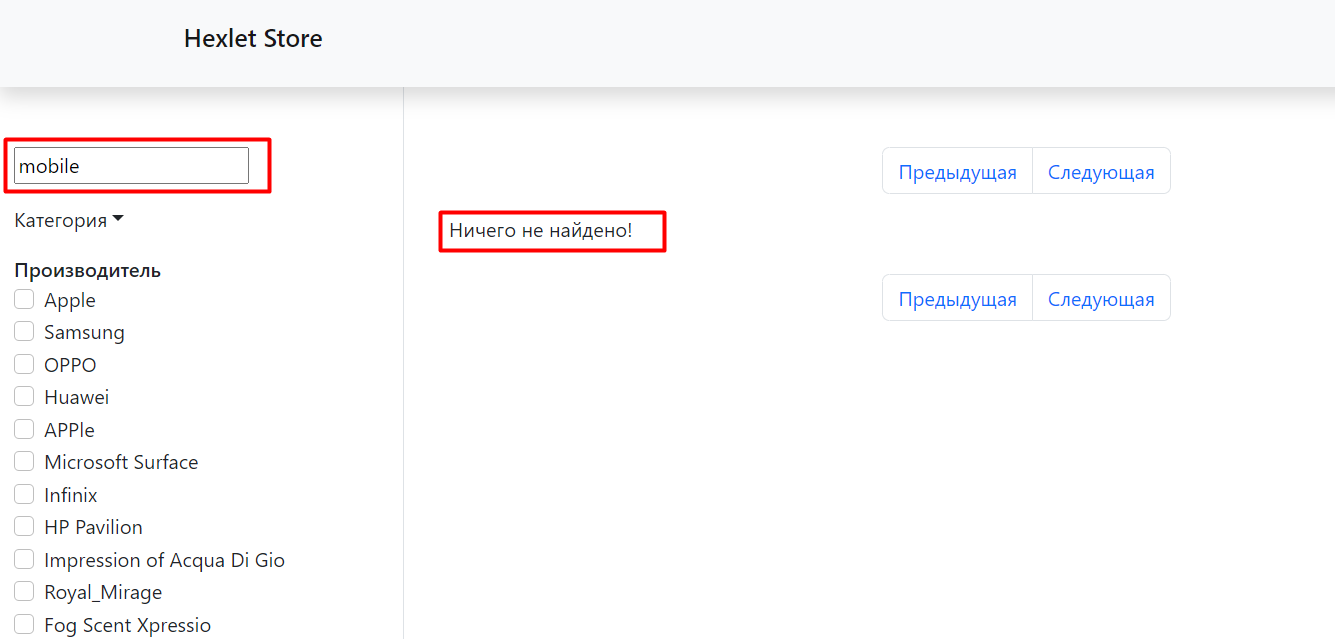 Hexlet Store
mobile
Категория
Производитель
Apple
Samsung
OPPO
Huawei
APPle
Microsoft Surface
Infinix
HP Pavilion
Impression of Acqua Di Gio
Royal_Mirage
Fog Scent Xpressio
Предыдущая Следующая
Ничего не найдено!
Предыдущая Следующая